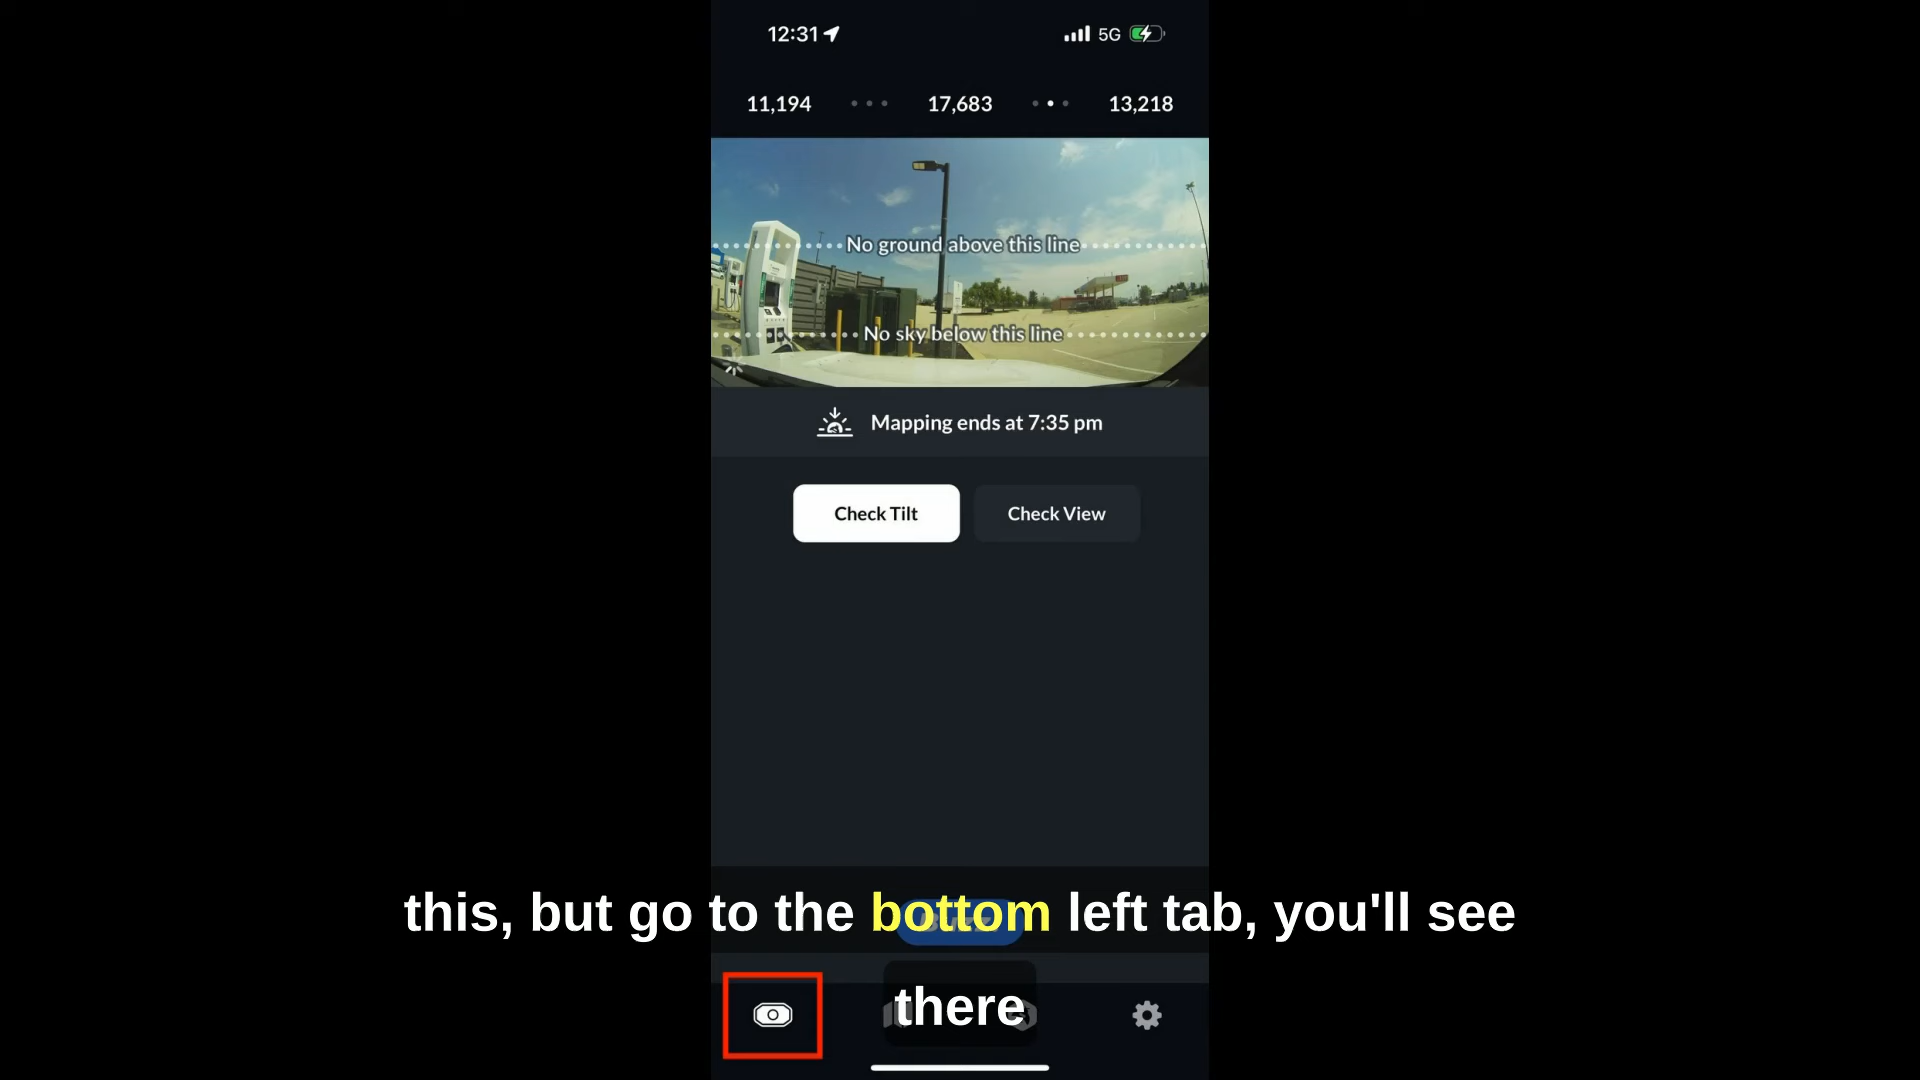 12:31
5G
11,194 17,683 13,218
No ground above this line
No sky below this line
Mapping ends at 7:35 pm
Check Tilt Check View
this, but go to the bottom left tab, you'll see
there